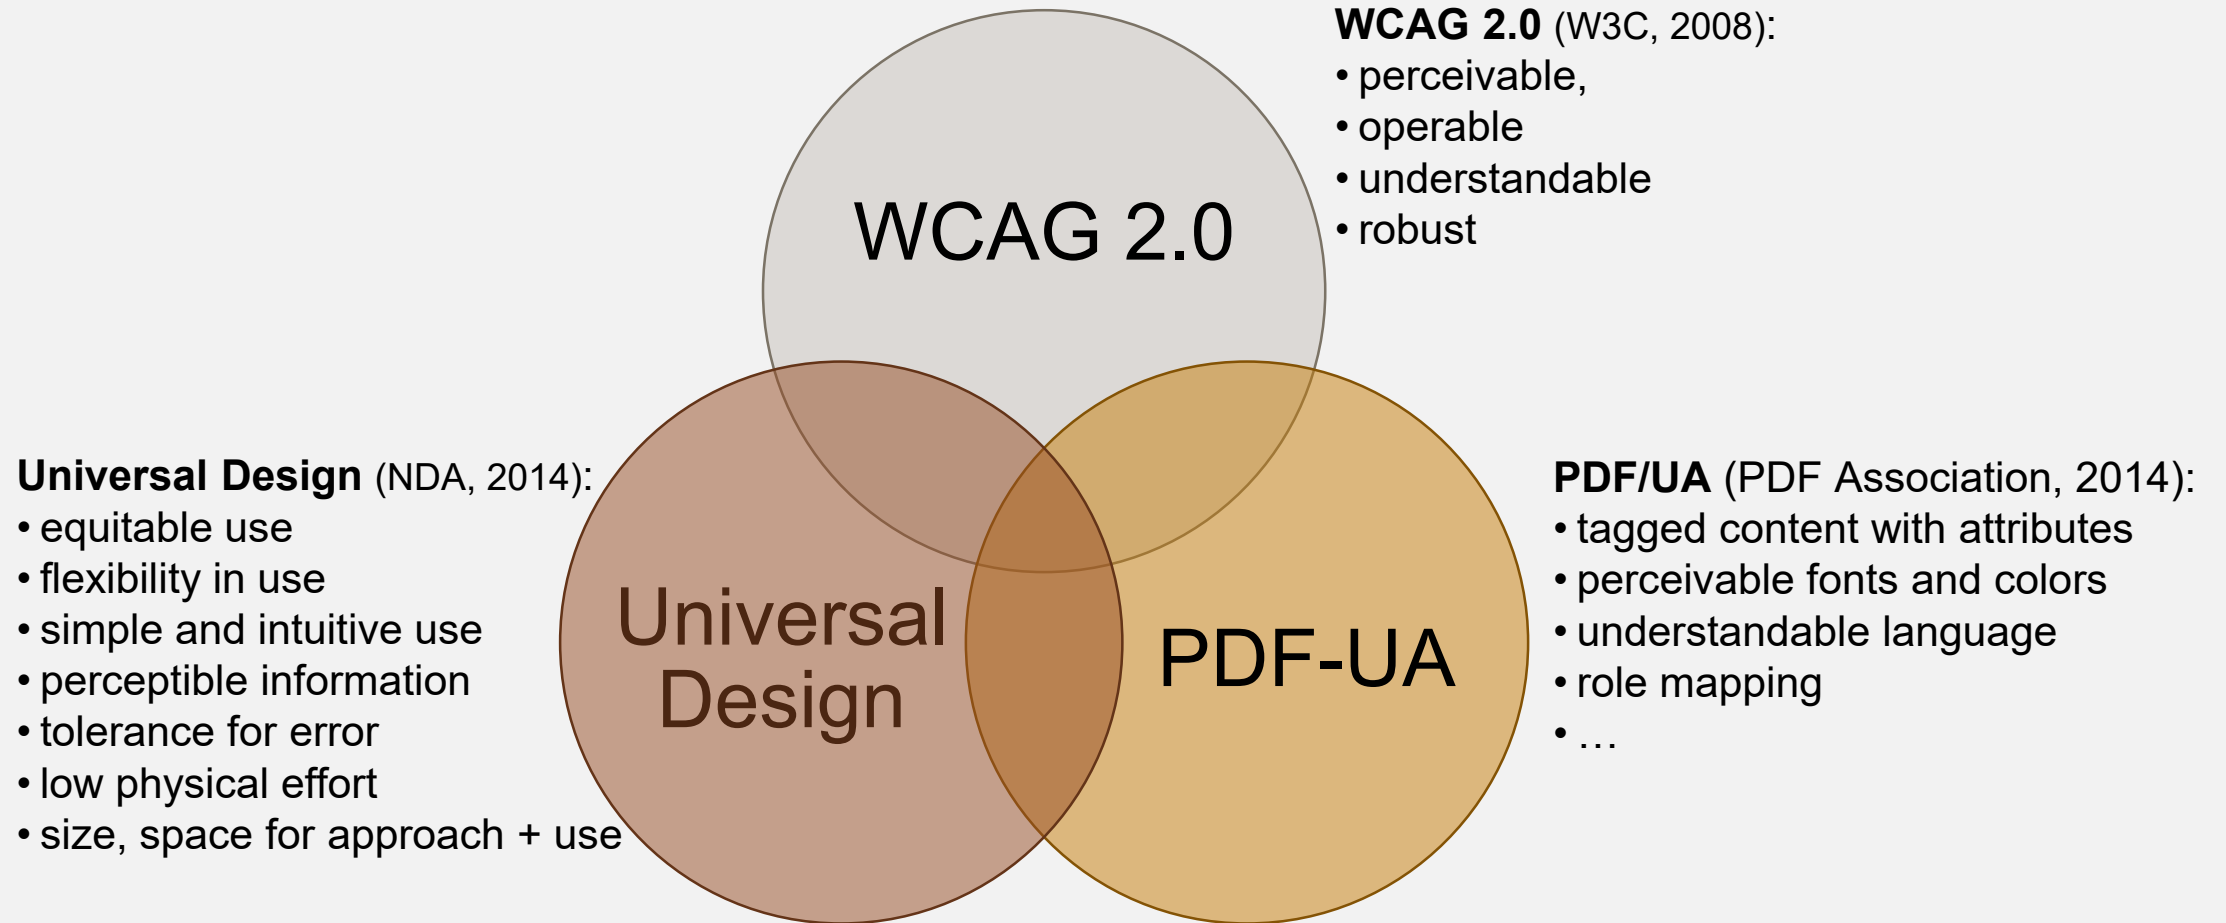 WCAG 2.0 (W3C, 2008):
• perceivable,
• operable
• understandable
• robust
WCAG 2.0
Universal Design (NDA, 2014):
• equitable use
• flexibility in use
• simple and intuitive use
• perceptible information
• tolerance for error
• low physical effort
• size, space for approach + use
Universal
Design
PDF-UA
PDF/UA (PDF Association, 2014):
• tagged content with attributes
• perceivable fonts and colors
• understandable language
• role mapping
• …